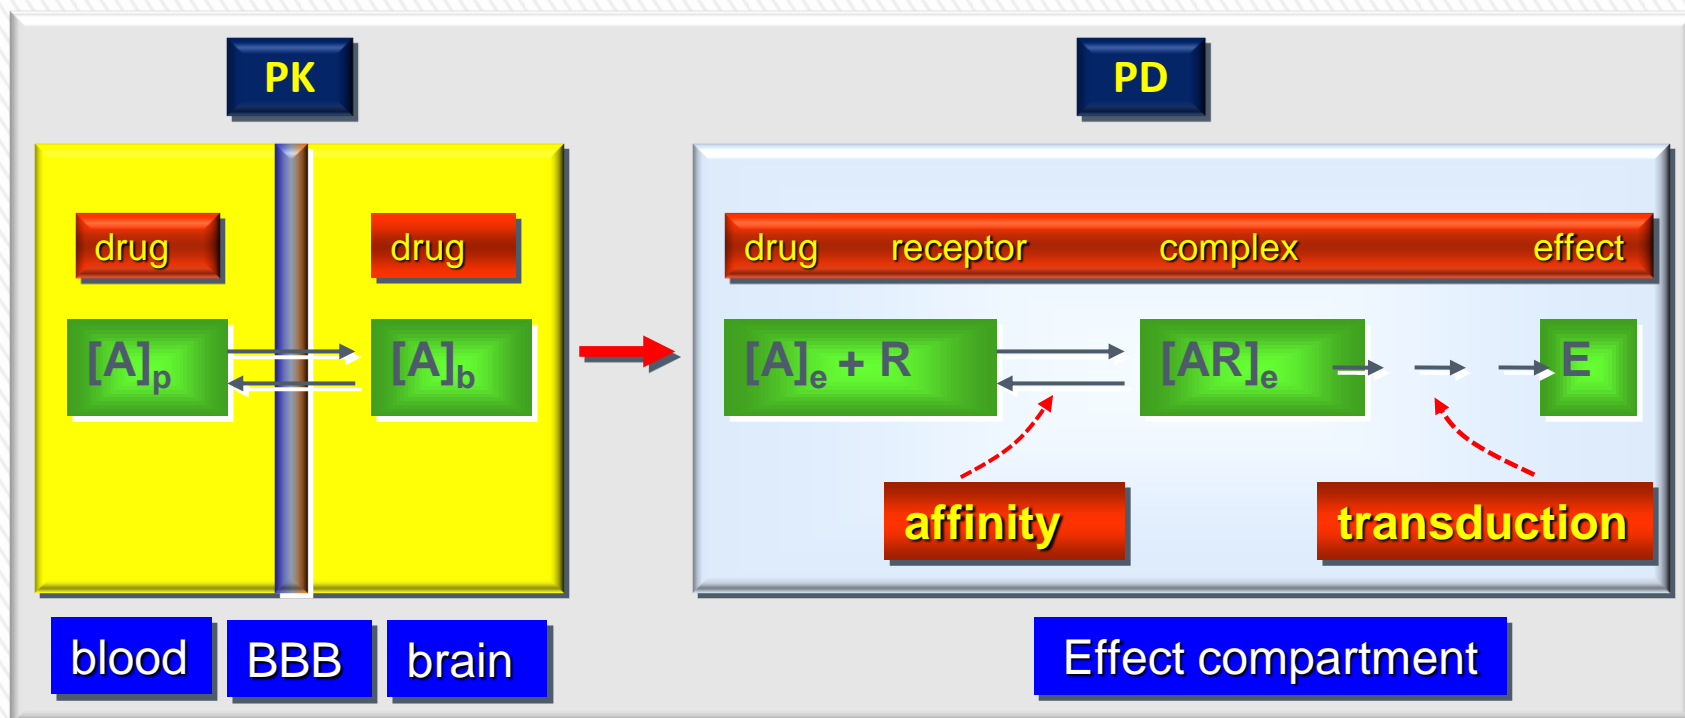 PK
PD
drug
drug
drug receptor complex effect
[A]p
[A]b
[A]e + R
[AR]e
E
affinity
transduction
blood
BBB
brain
Effect compartment